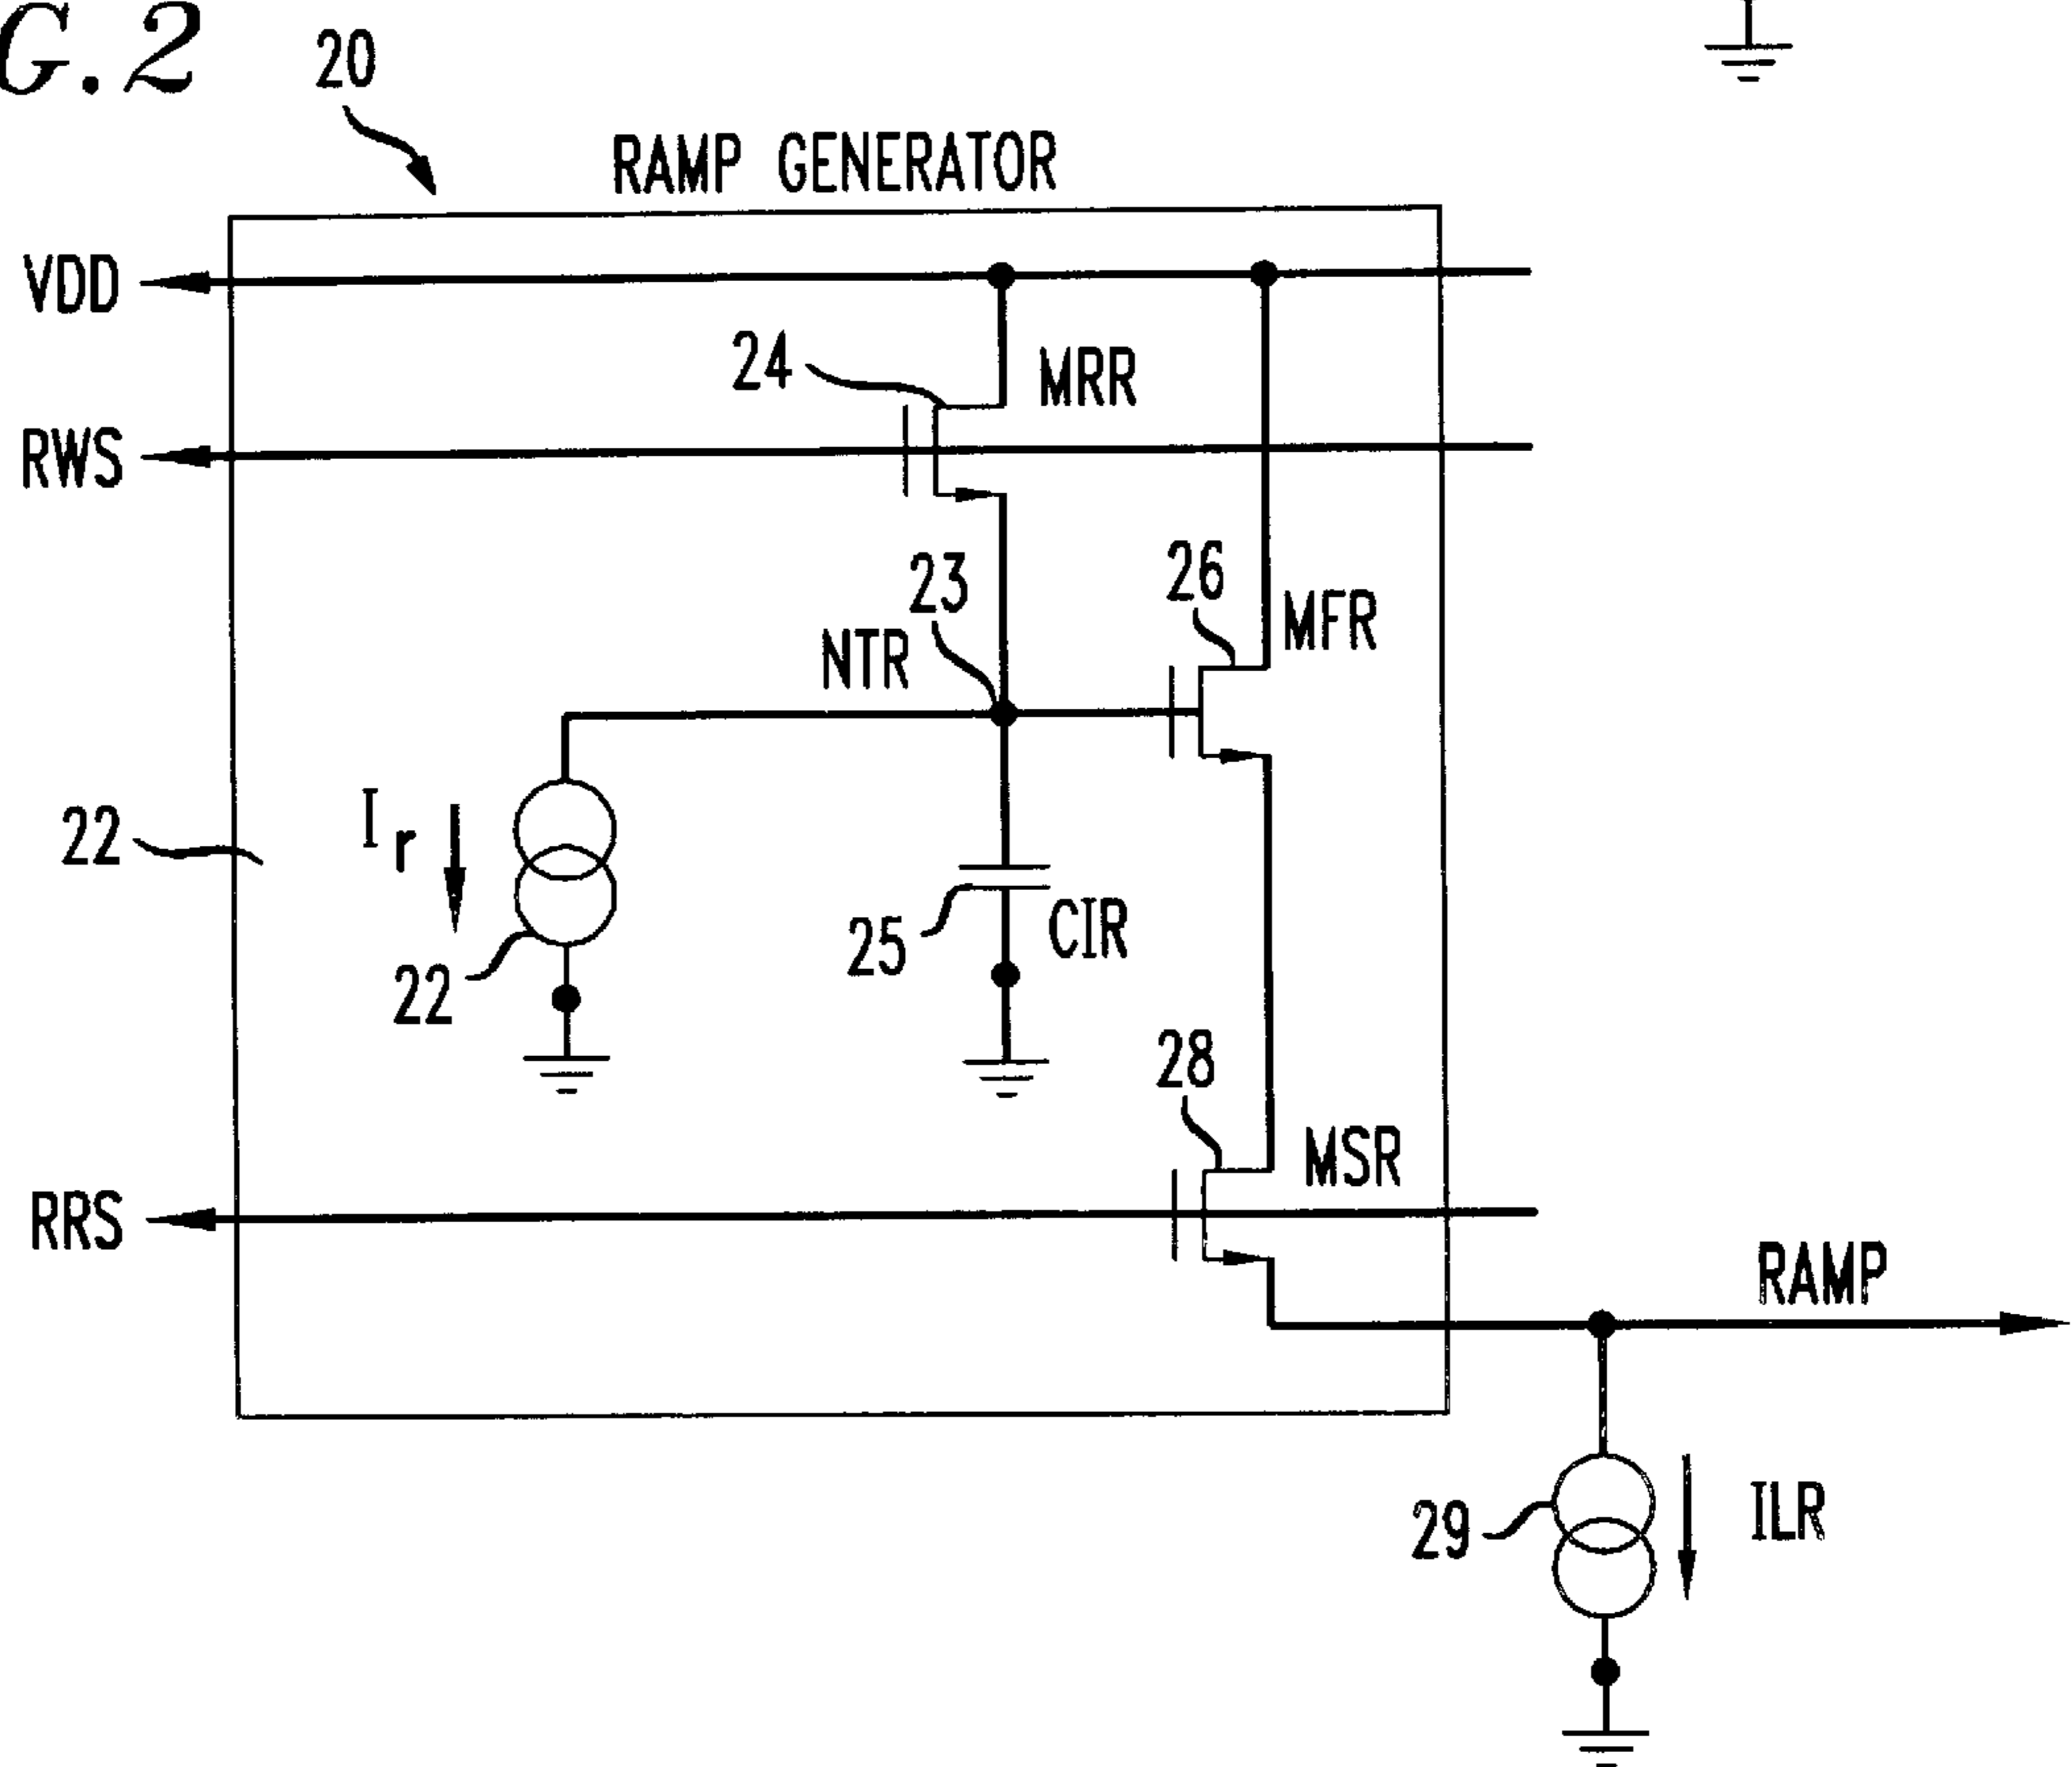 G.2
20
RAMP GENERATOR
VDD
24
MRR
RWS
23
26
MFR
NTR
22
Ir
25
CIR
22
28
MSR
RRS
RAMP
29
ILR